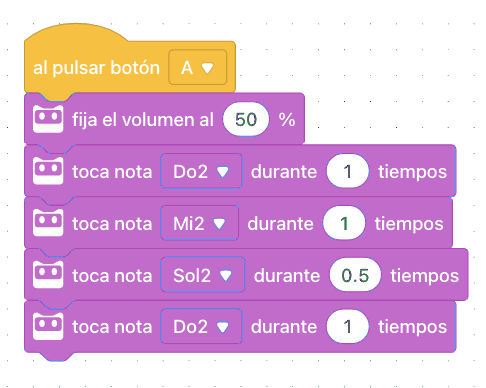 al pulsar botón A
fija el volumen al 50 %
toca nota Do2 durante 1 tiempos
toca nota Mi2 durante 1 tiempos
toca nota Sol2 durante 0.5 tiempos
toca nota Do2 durante 1 tiempos